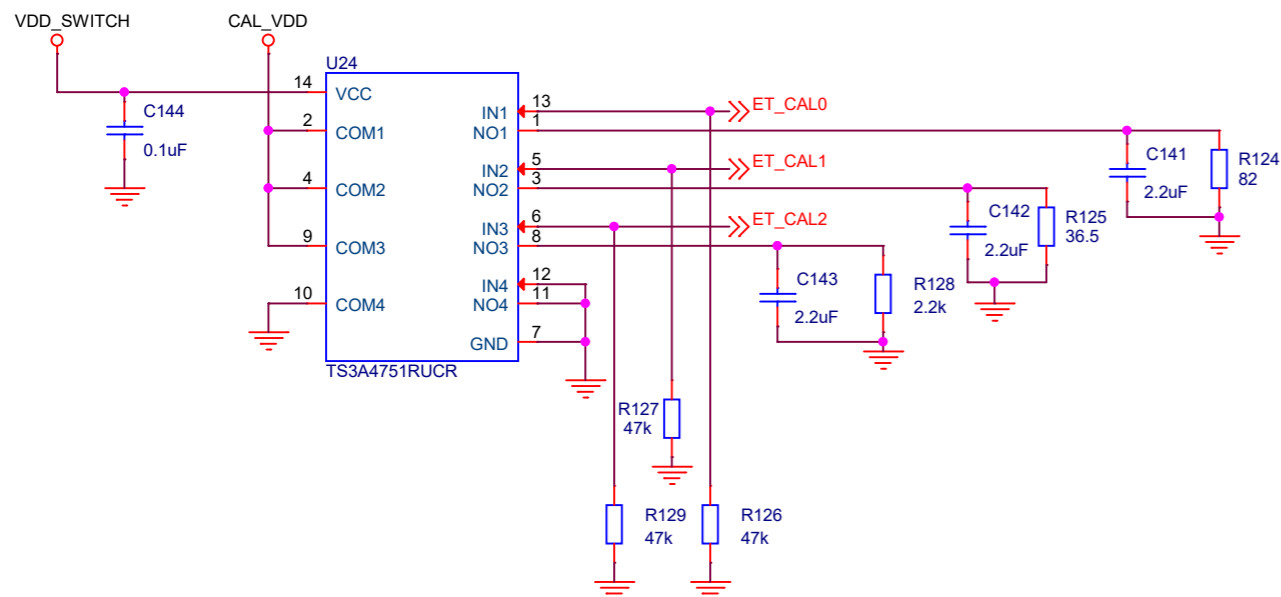 VDD_SWITCH
CAL_VDD
U24
14
VCC
C144
0.1uF
2
COM1
4
COM2
9
COM3
10
COM4
IN1
13
NO1
1
IN2
5
NO2
3
IN3
6
NO3
8
IN4
12
NO4
11
GND
7
TS3A4751RUCR
ET_CAL0
ET_CAL1
ET_CAL2
C141
2.2uF
R124
82
C142
2.2uF
R125
36.5
C143
2.2uF
R128
2.2k
R127
47k
R129
47k
R126
47k